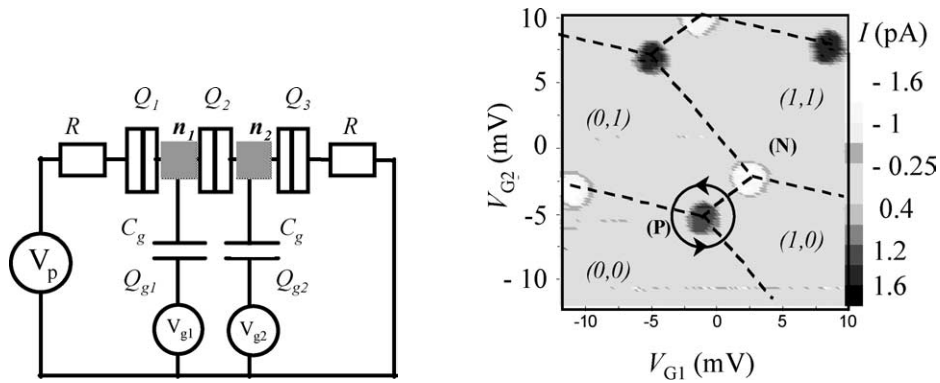 Q1 Q2 Q3
R n1 n2 R
Cg Cg
Vp
Qg1 Qg2
Vg1 Vg2
I (pA)
- 1.6
- 1
- 0.25
0.4
1.2
1.6
VG2 (mV)
10
5
0
- 5
- 10
(0,1)
(1,1)
(N)
(P)
(1,0)
(0,0)
-10 -5 0 5 10
VG1 (mV)